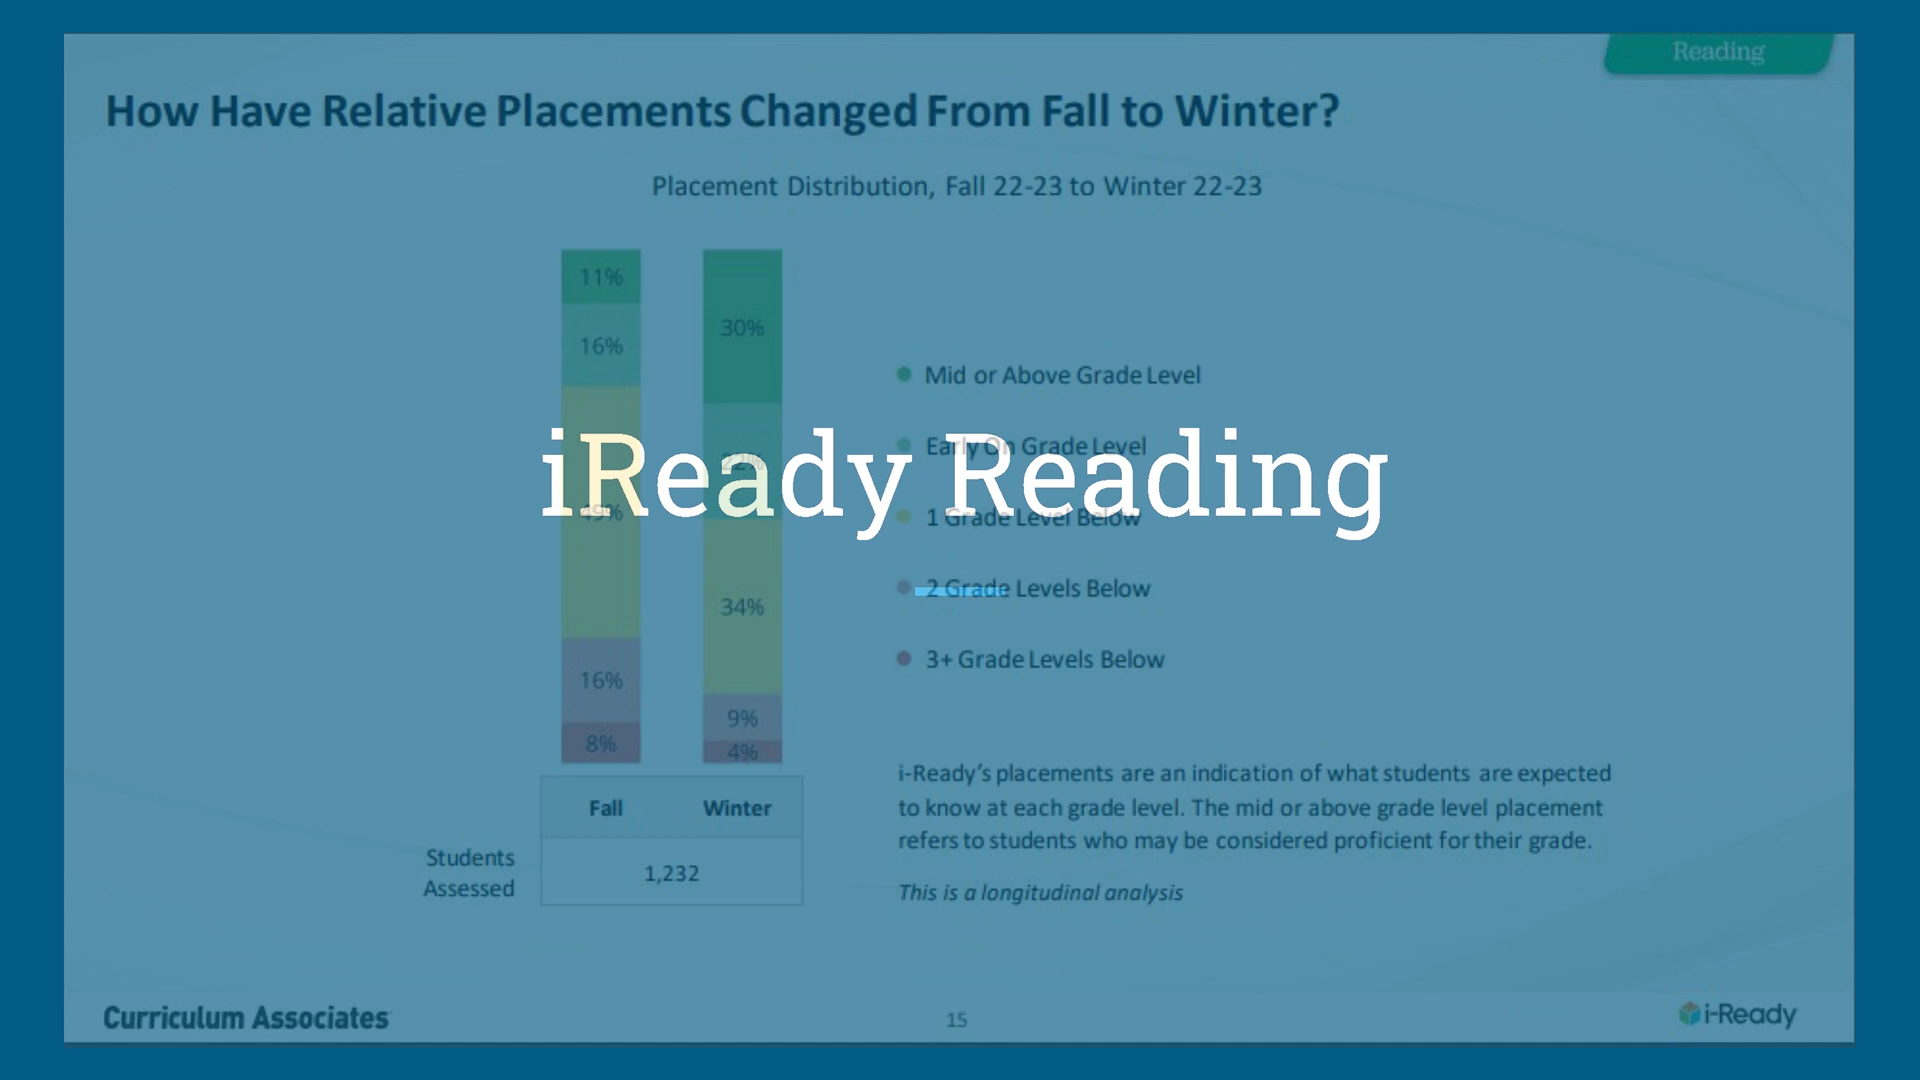 Reading
How Have Relative Placements Changed From Fall to Winter?
Placement Distribution, Fall 22-23 to Winter 22-23
11%
16%
49%
16%
8%
30%
22%
34%
9%
4%
Mid or Above Grade Level
Early On Grade Level
1 Grade Level Below
2 Grade Levels Below
3+ Grade Levels Below
iReady Reading
Fall Winter
Students
Assessed
1,232
i-Ready’s placements are an indication of what students are expected
to know at each grade level. The mid or above grade level placement
refers to students who may be considered proficient for their grade.
This is a longitudinal analysis
Curriculum Associates
15
i-Ready